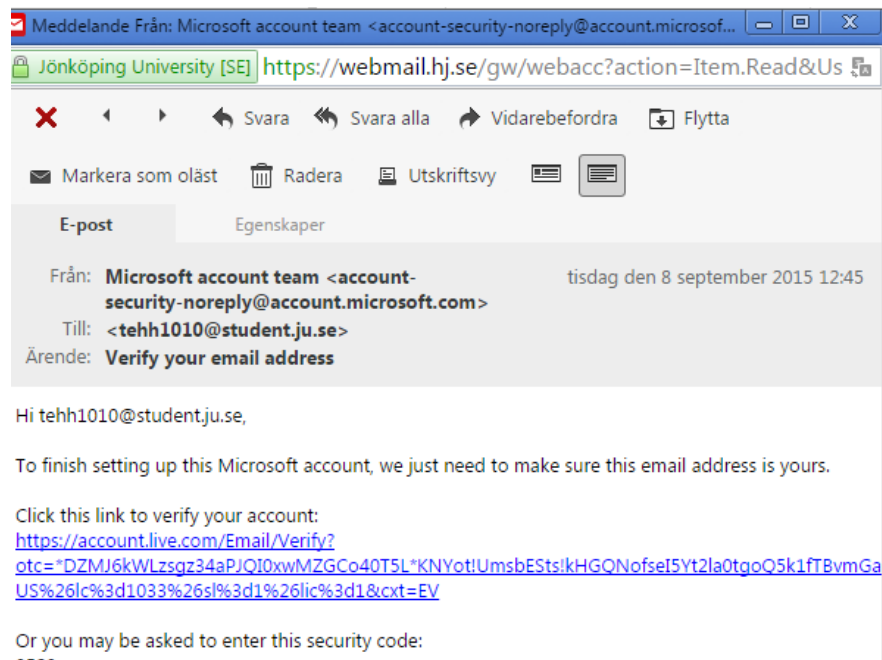 Meddelande Från: Microsoft account team <account-security-noreply@account.microsof...
Jönköping University [SE] https://webmail.hj.se/gw/webacc?action=Item.Read&Us
Svara Svara alla Vidarebefordra Flytta
Markera som oläst Radera Utskriftsvy
E-post Egenskaper
Från: Microsoft account team <account- tisdag den 8 september 2015 12:45
security-noreply@account.microsoft.com>
Till: <tehh1010@student.ju.se>
Ärende: Verify your email address
Hi tehh1010@student.ju.se,
To finish setting up this Microsoft account, we just need to make sure this email address is yours.
Click this link to verify your account:
https://account.live.com/Email/Verify?
otc=*DZMJ6kWLzsgz34aPJQI0xwMZGCo40T5L*KNYot!UmsbESts!kHGQNofseI5Yt2la0tgoQ5k1fTBvmGa
US%26lc%3d1033%26sl%3d1%26lic%3d1&cxt=EV
Or you may be asked to enter this security code: